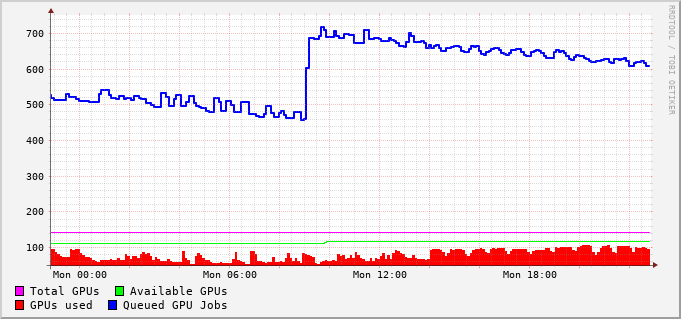 RRDTOOL / TOBI OETIKER
700
600
500
400
300
200
100
Mon 00:00 Mon 06:00 Mon 12:00 Mon 18:00
Total GPUs Available GPUs
GPUs used Queued GPU Jobs